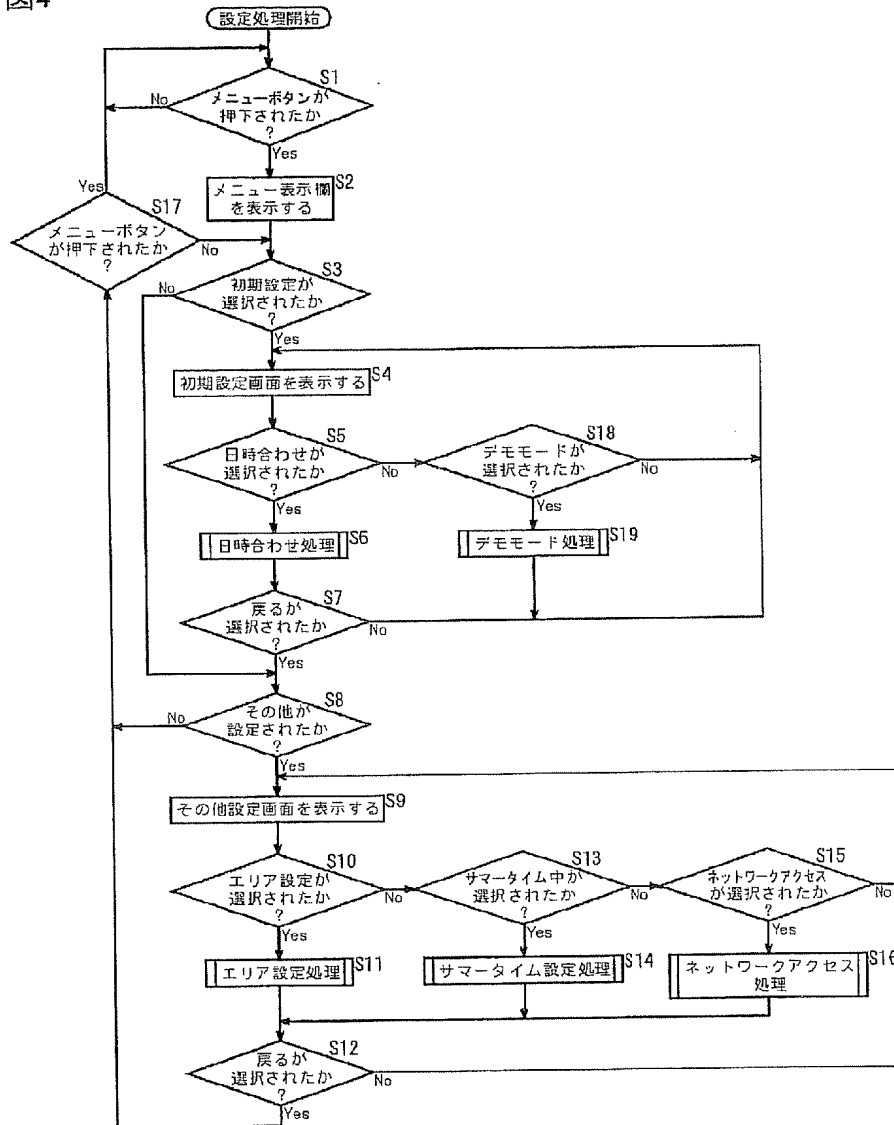 図4
設定処理開始
S1
メニューボタンが
押下されたか
?
No
Yes
S2
メニュー表示欄
を表示する
Yes
S17
メニューボタン
が押下されたか
?
No
S3
初期設定が
選択されたか
?
No
Yes
初期設定画面を表示する
S4
S5
日時合わせが
選択されたか
?
No
Yes
S18
デモモードが
選択されたか
?
No
Yes
日時合わせ処理
S6
デモモード処理
S19
S7
戻るが
選択されたか
?
No
Yes
S8
その他が
設定されたか
?
No
Yes
その他設定画面を表示する
S9
S10
エリア設定が
選択されたか
?
No
Yes
S13
サマータイム中が
選択されたか
?
No
Yes
S15
ネットワークアクセス
が選択されたか
?
No
Yes
エリア設定処理
S11
サマータイム設定処理
S14
ネットワークアクセス
処理
S16
S12
戻るが
選択されたか
?
No
Yes